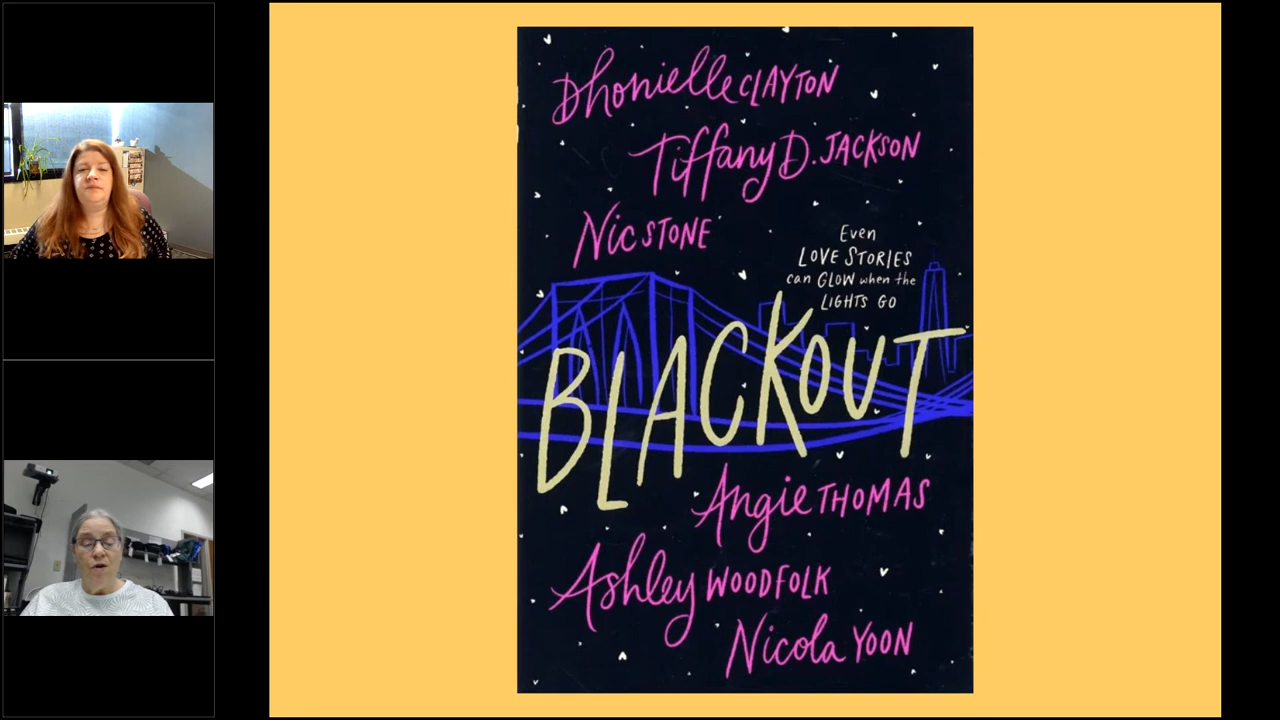 Dhonielle CLAYTON
Tiffany D. JACKSON
Nic STONE
Even
LOVE STORIES
can GLOW when the
LIGHTS GO
BLACKOUT
Angie THOMAS
Ashley WOODFOLK
Nicola YOON